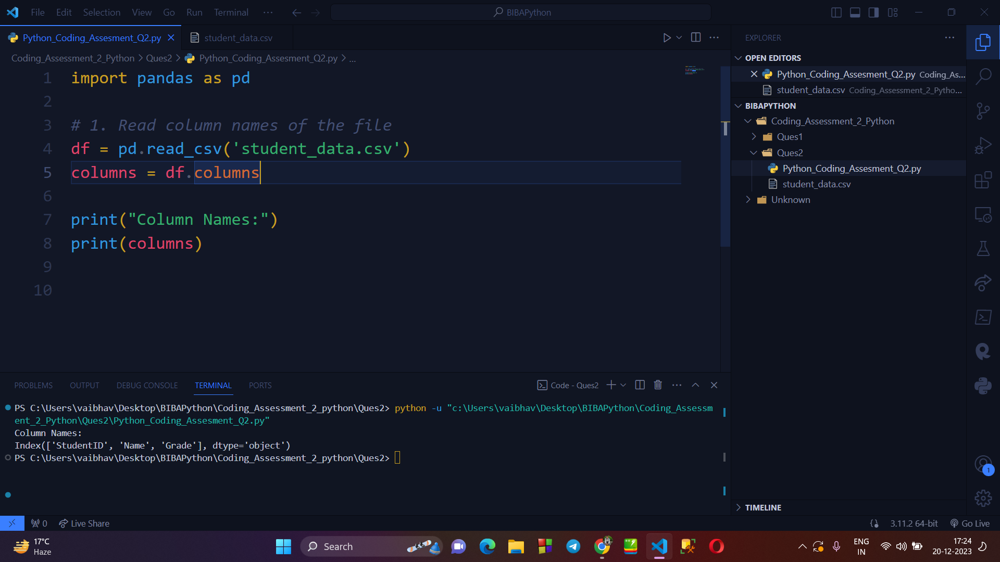 File Edit Selection View Go Run Terminal ··· BIBAPython
Python_Coding_Assesment_Q2.py student_data.csv
Coding_Assessment_2_Python > Ques2 > Python_Coding_Assesment_Q2.py > ...
1 import pandas as pd
2
3 # 1. Read column names of the file
4 df = pd.read_csv('student_data.csv')
5 columns = df.columns
6
7 print("Column Names:")
8 print(columns)
9
10
EXPLORER
OPEN EDITORS
Python_Coding_Assesment_Q2.py Coding_As...
student_data.csv Coding_Assessment_2_Pytho...
BIBAPYTHON
Coding_Assessment_2_Python
Ques1
Ques2
Python_Coding_Assesment_Q2.py
student_data.csv
Unknown
TIMELINE
PROBLEMS OUTPUT DEBUG CONSOLE TERMINAL PORTS Code - Ques2
PS C:\Users\vaibhav\Desktop\BIBAPython\Coding_Assessment_2_python\Ques2> python -u "c:\Users\vaibhav\Desktop\BIBAPython\Coding_Assessm
ent_2_Python\Ques2\Python_Coding_Assesment_Q2.py"
Column Names:
Index(['StudentID', 'Name', 'Grade'], dtype='object')
PS C:\Users\vaibhav\Desktop\BIBAPython\Coding_Assessment_2_python\Ques2>
1
0 Live Share 3.11.2 64-bit Go Live
17°C
Haze
Search
ENG
IN
17:24
20-12-2023